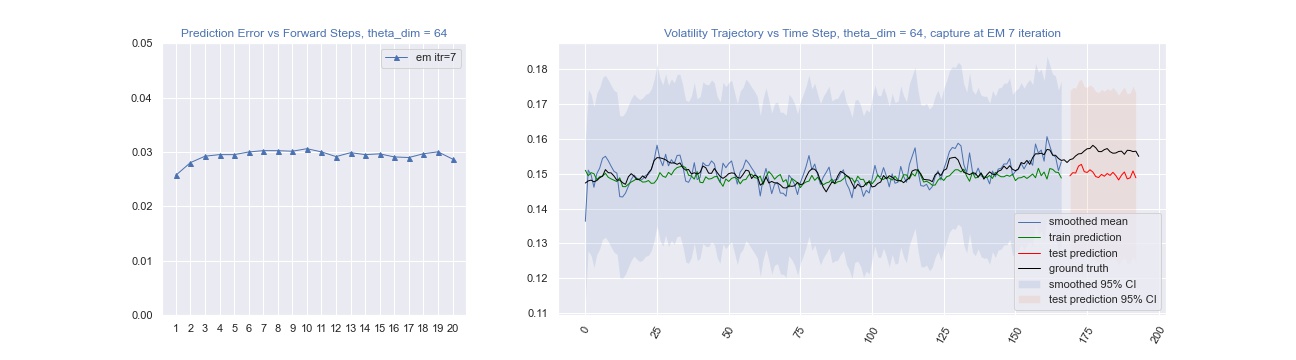 Prediction Error vs Forward Steps, theta_dim = 64
0.05
0.04
0.03
0.02
0.01
0.00
em itr=7
1 2 3 4 5 6 7 8 9 10 11 12 13 14 15 16 17 18 19 20
Volatility Trajectory vs Time Step, theta_dim = 64, capture at EM 7 iteration
0.18
0.17
0.16
0.15
0.14
0.13
0.12
0.11
smoothed mean
train prediction
test prediction
ground truth
smoothed 95% CI
test prediction 95% CI
0 25 50 75 100 125 150 175 200